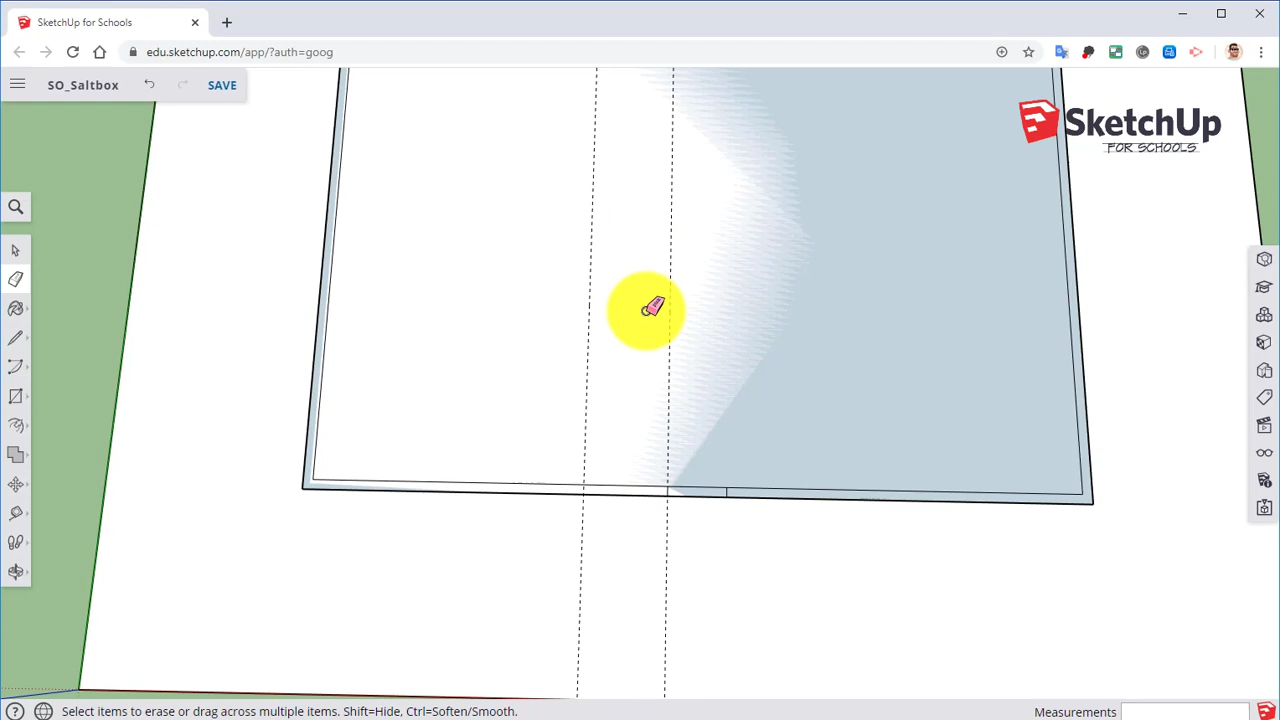 SketchUp for Schools
edu.sketchup.com/app/?auth=goog
SO_Saltbox
SAVE
SketchUp
FOR SCHOOLS
Select items to erase or drag across multiple items. Shift=Hide, Ctrl=Soften/Smooth.
Measurements